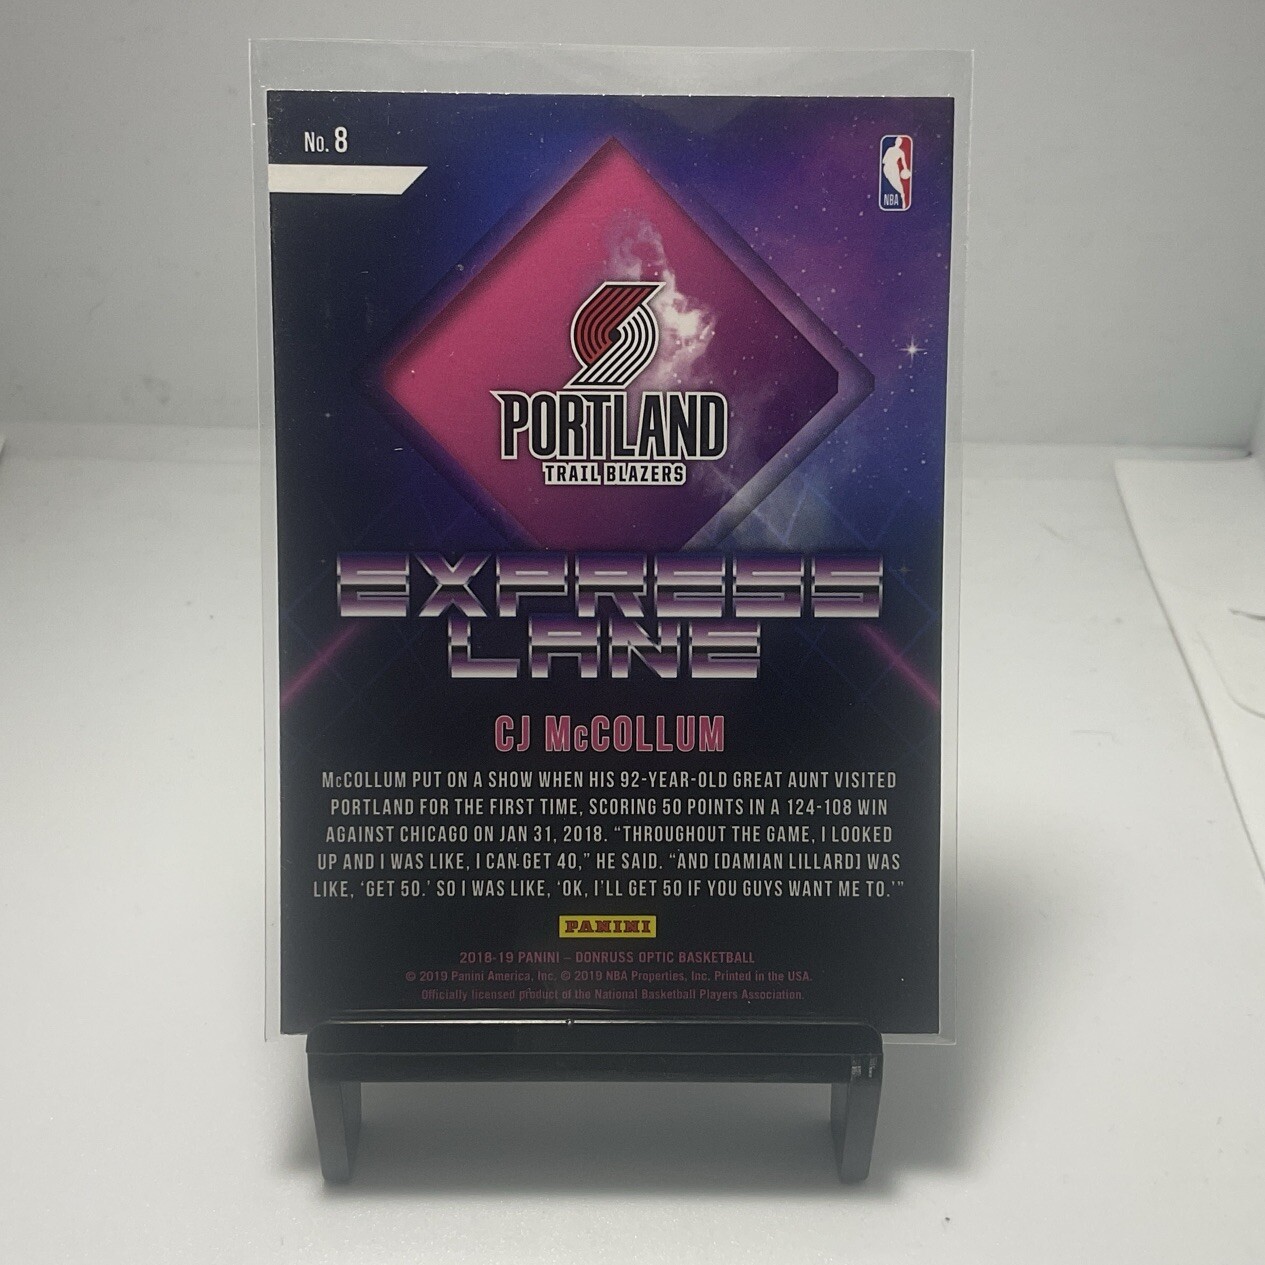 No. 8
NBA
PORTLAND
TRAIL BLAZERS
EXPRESS
LANE
CJ McCOLLUM
McCOLLUM PUT ON A SHOW WHEN HIS 92-YEAR-OLD GREAT AUNT VISITED
PORTLAND FOR THE FIRST TIME, SCORING 50 POINTS IN A 124-108 WIN
AGAINST CHICAGO ON JAN 31, 2018. “THROUGHOUT THE GAME, I LOOKED
UP AND I WAS LIKE, I CAN GET 40,” HE SAID. “AND [DAMIAN LILLARD] WAS
LIKE, ‘GET 50.’ SO I WAS LIKE, ‘OK, I’LL GET 50 IF YOU GUYS WANT ME TO.’”
PANINI
2018-19 PANINI – DONRUSS OPTIC BASKETBALL
© 2019 Panini America, Inc. © 2019 NBA Properties, Inc. Printed in the USA.
Officially licensed product of the National Basketball Players Association.